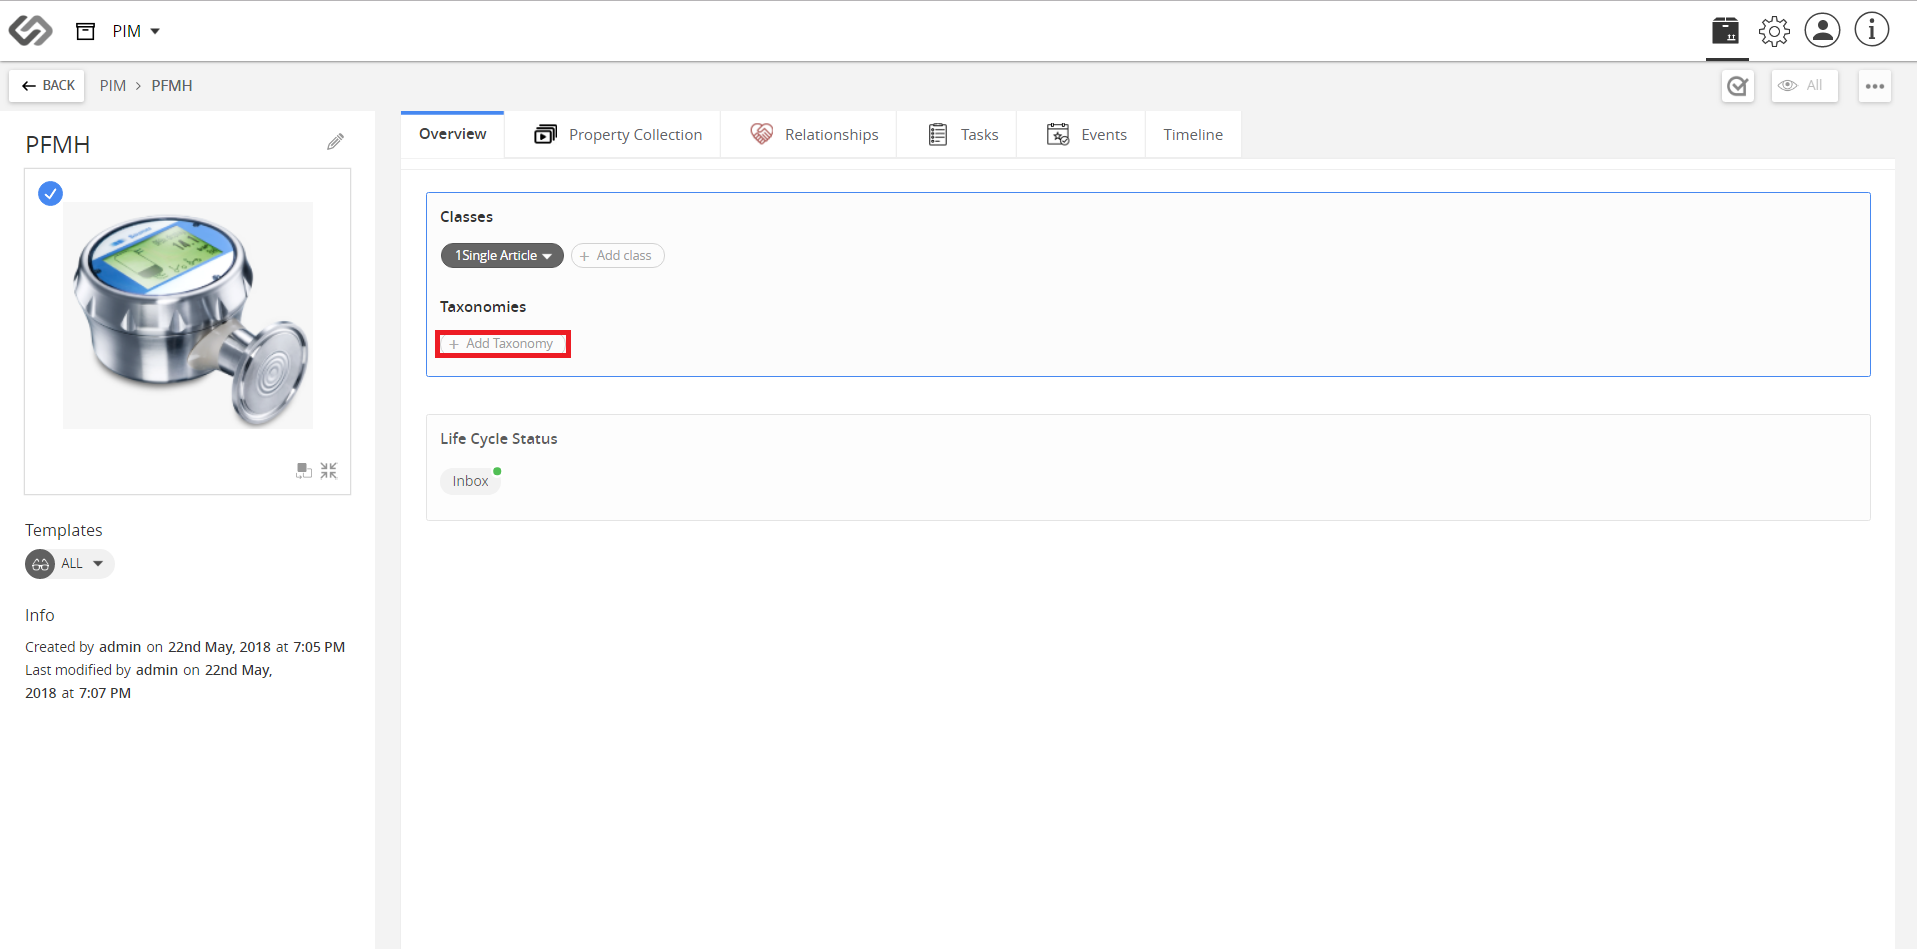 PIM
BACK PIM > PFMH All
PFMH
Overview Property Collection Relationships Tasks Events Timeline
Classes
1Single Article + Add class
Taxonomies
+ Add Taxonomy
Life Cycle Status
Inbox
Templates
ALL
Info
Created by admin on 22nd May, 2018 at 7:05 PM
Last modified by admin on 22nd May,
2018 at 7:07 PM